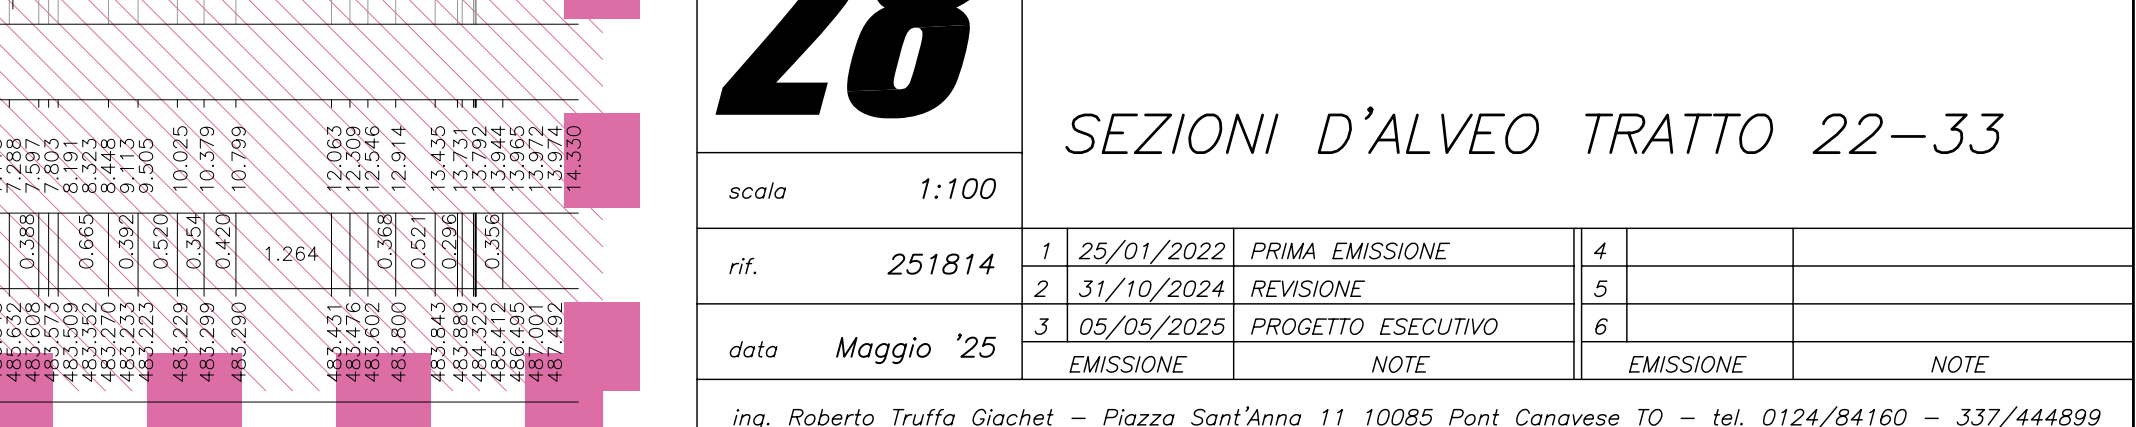 7.288 7.597 7.803 8.191 8.323 8.448 9.113 9.505 10.025 10.379 10.799 12.063 12.309 12.546 12.914 13.435 13.731 13.792 13.944 13.965 13.972 13.974 14.330
0.388 0.665 0.392 0.520 0.354 0.420 1.264 0.368 0.521 0.296 0.356
485.632 483.608 483.573 483.509 483.352 483.270 483.233 483.223 483.229 483.299 483.290 483.431 483.476 483.602 483.800 483.843 483.889 484.323 485.412 486.495 487.001 487.492
28
SEZIONI D'ALVEO TRATTO 22-33
scala 1:100
rif. 251814
data Maggio '25
1 25/01/2022 PRIMA EMISSIONE 4
2 31/10/2024 REVISIONE 5
3 05/05/2025 PROGETTO ESECUTIVO 6
EMISSIONE NOTE EMISSIONE NOTE
ing. Roberto Truffa Giachet - Piazza Sant'Anna 11 10085 Pont Canavese TO - tel. 0124/84160 - 337/444899